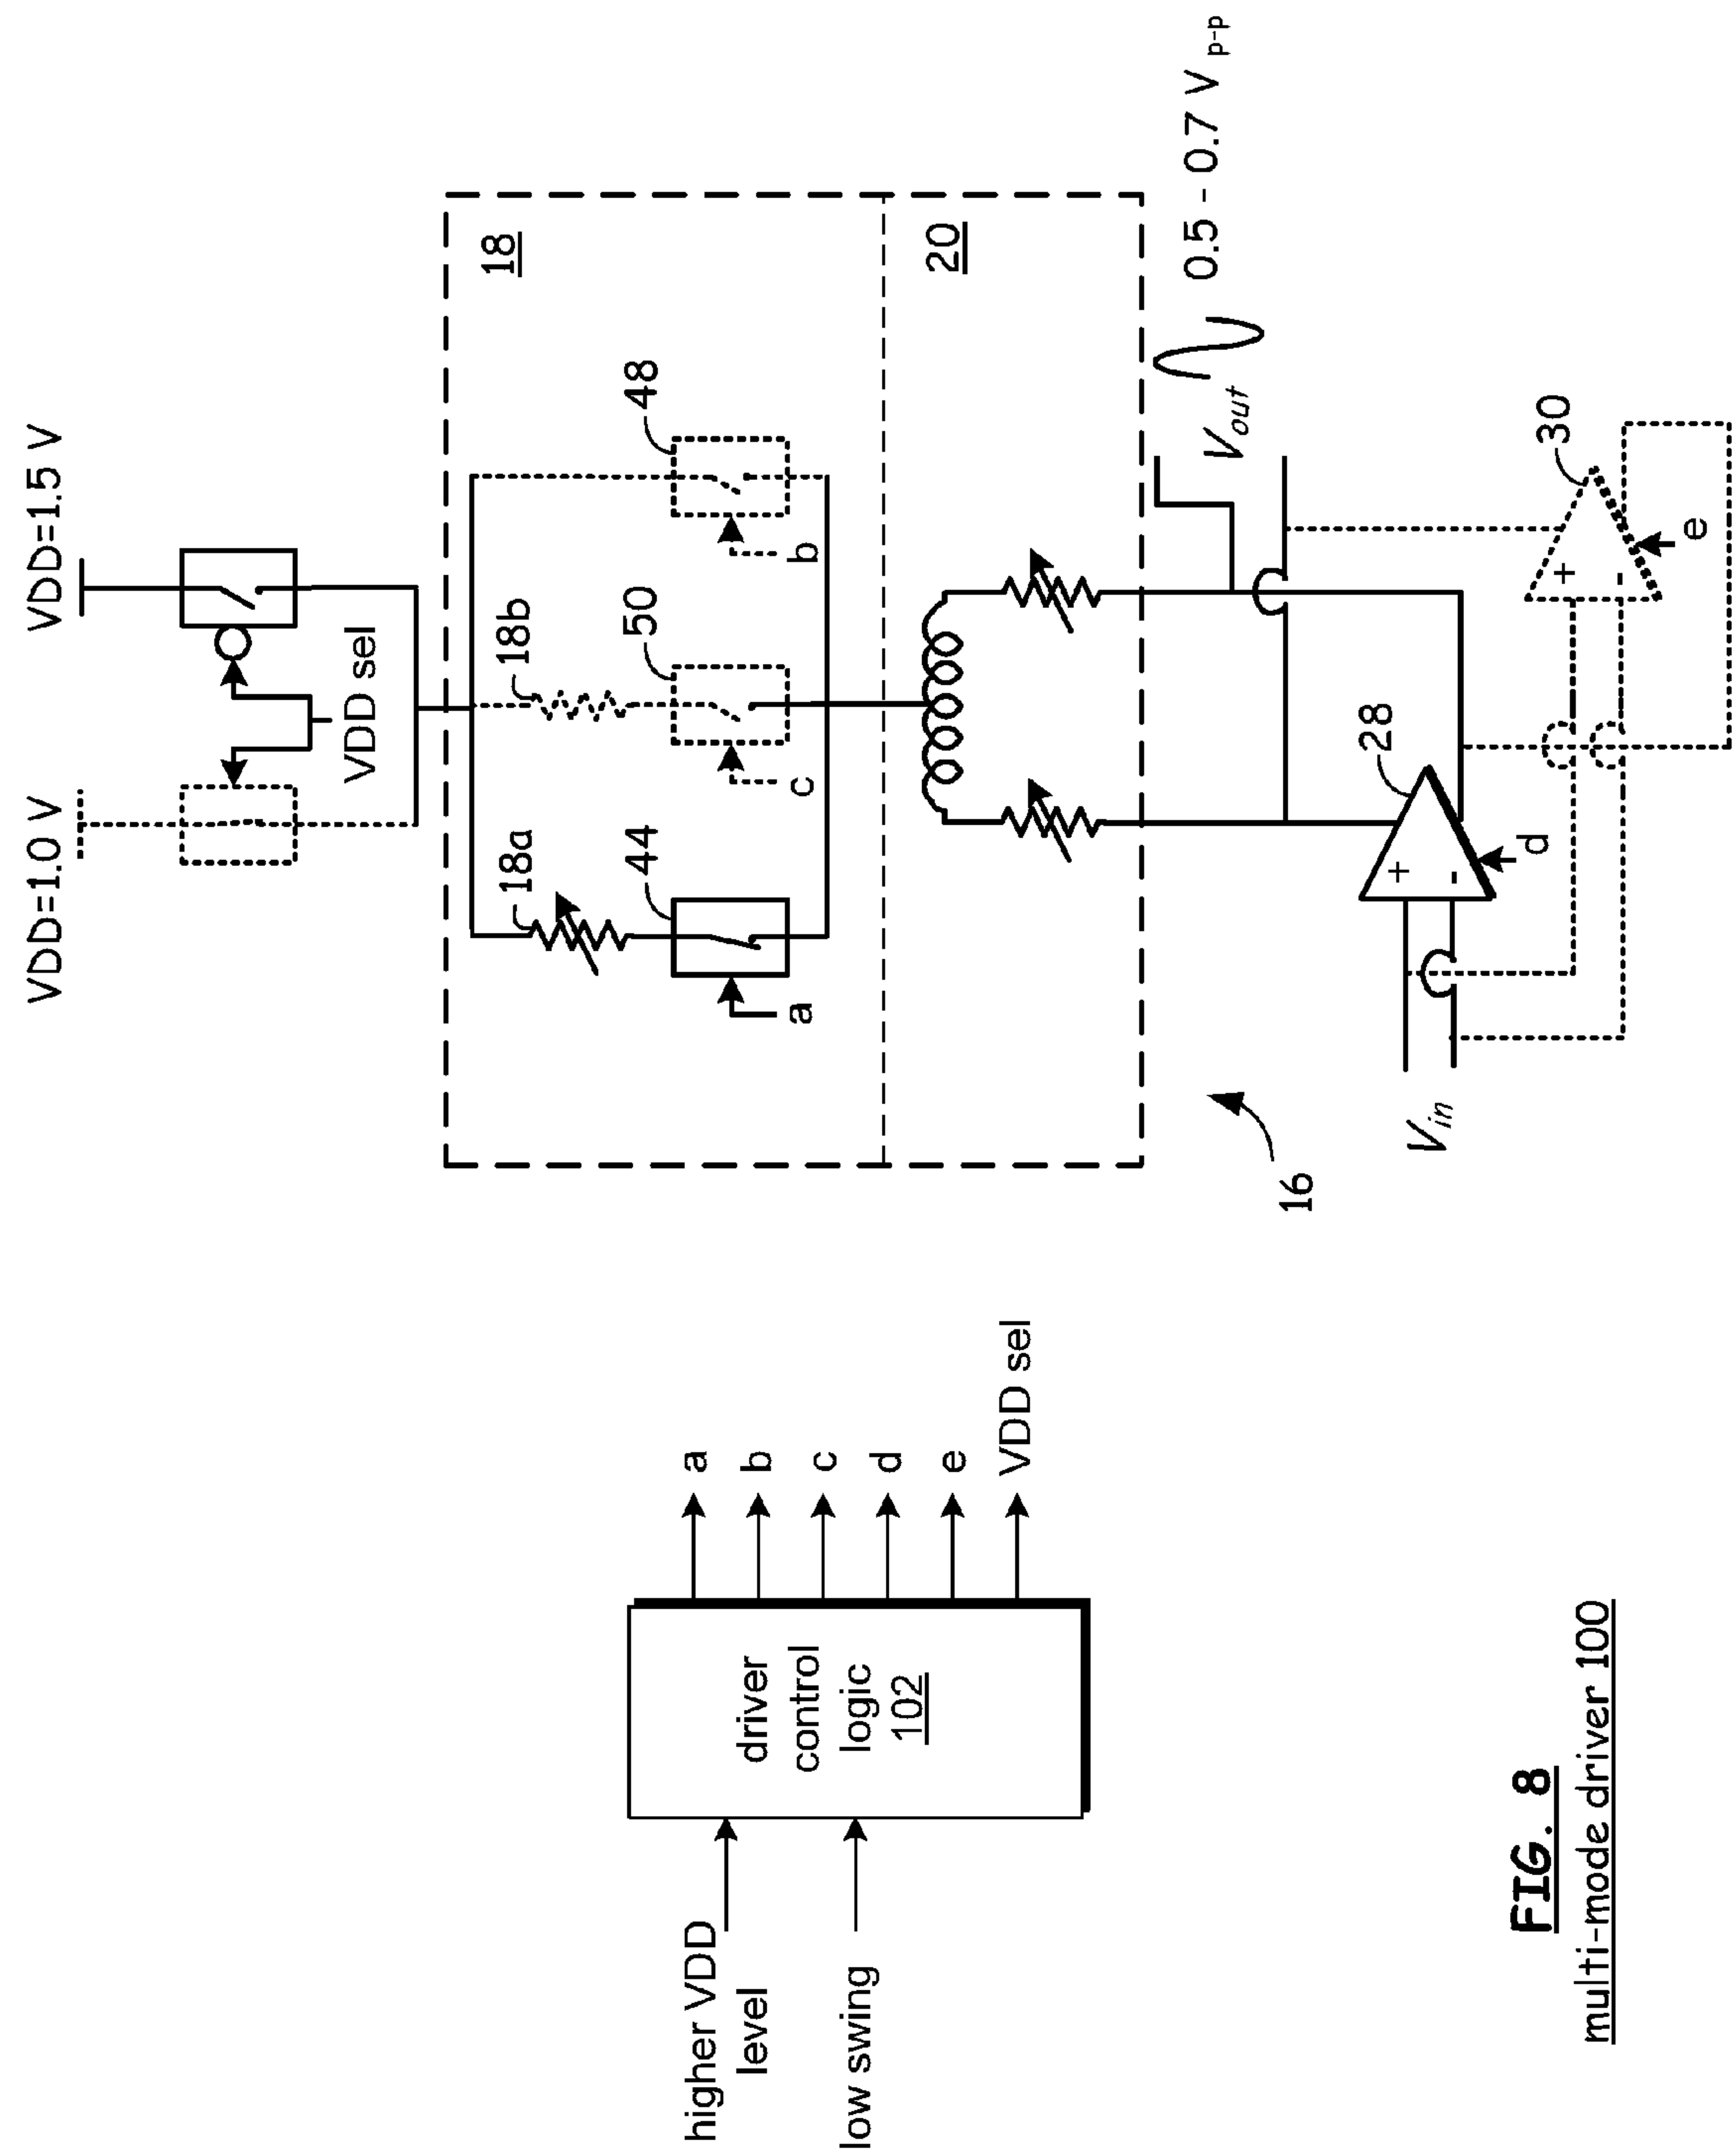 VDD=1.0 V
VDD=1.5 V
VDD sel
18
18a
18b
44
50
48
a
c
b
20
Vout
0.5 - 0.7 V p-p
16
Vin
28
30
+
-
d
+
-
e
higher VDD
level
low swing
driver
control
logic
102
a
b
c
d
e
VDD sel
FIG. 8
multi-mode driver 100